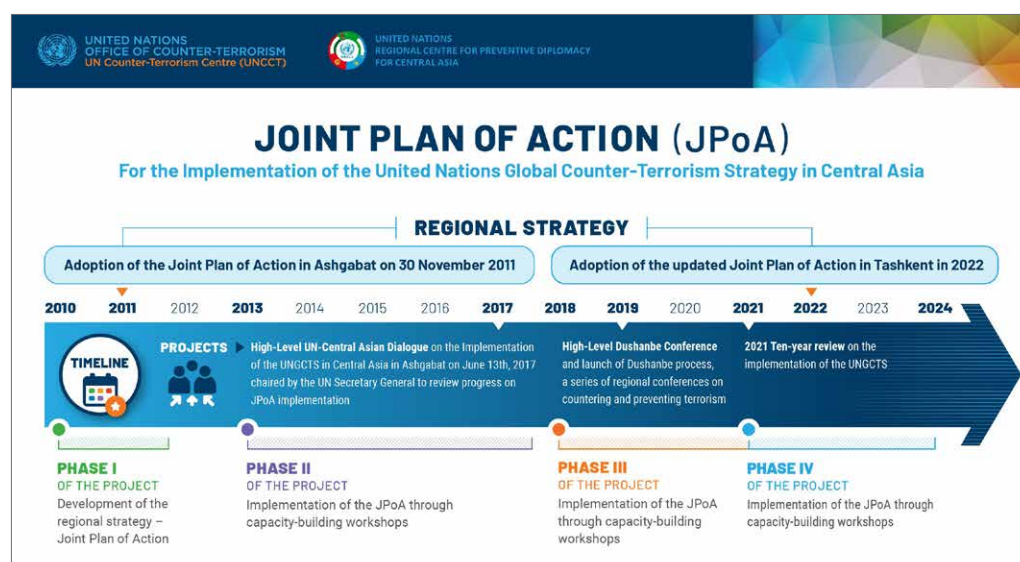 UNITED NATIONS
OFFICE OF COUNTER-TERRORISM
UN Counter-Terrorism Centre (UNCCT)
UNITED NATIONS
REGIONAL CENTRE FOR PREVENTIVE DIPLOMACY
FOR CENTRAL ASIA
JOINT PLAN OF ACTION (JPoA)
For the Implementation of the United Nations Global Counter-Terrorism Strategy in Central Asia
REGIONAL STRATEGY
Adoption of the Joint Plan of Action in Ashgabat on 30 November 2011
Adoption of the updated Joint Plan of Action in Tashkent in 2022
2010 2011 2012 2013 2014 2015 2016 2017 2018 2019 2020 2021 2022 2023 2024
TIMELINE
PROJECTS
High-Level UN-Central Asian Dialogue on the Implementation
of the UNGCTS in Central Asia in Ashgabat on June 13th, 2017
chaired by the UN Secretary General to review progress on
JPoA implementation
High-Level Dushanbe Conference
and launch of Dushanbe process,
a series of regional conferences on
countering and preventing terrorism
2021 Ten-year review on the
implementation of the UNGCTS
PHASE I
OF THE PROJECT
Development of the
regional strategy –
Joint Plan of Action
PHASE II
OF THE PROJECT
Implementation of the JPoA through
capacity-building workshops
PHASE III
OF THE PROJECT
Implementation of the JPoA
through capacity-building
workshops
PHASE IV
OF THE PROJECT
Implementation of the JPoA through
capacity-building workshops